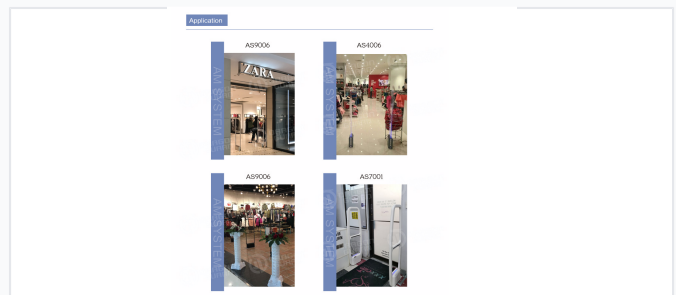 Application
AS9006
AS4006
ZARA
AM SYSTEM
AM SYSTEM
AS9006
AS7001
AM SYSTEM
AM SYSTEM